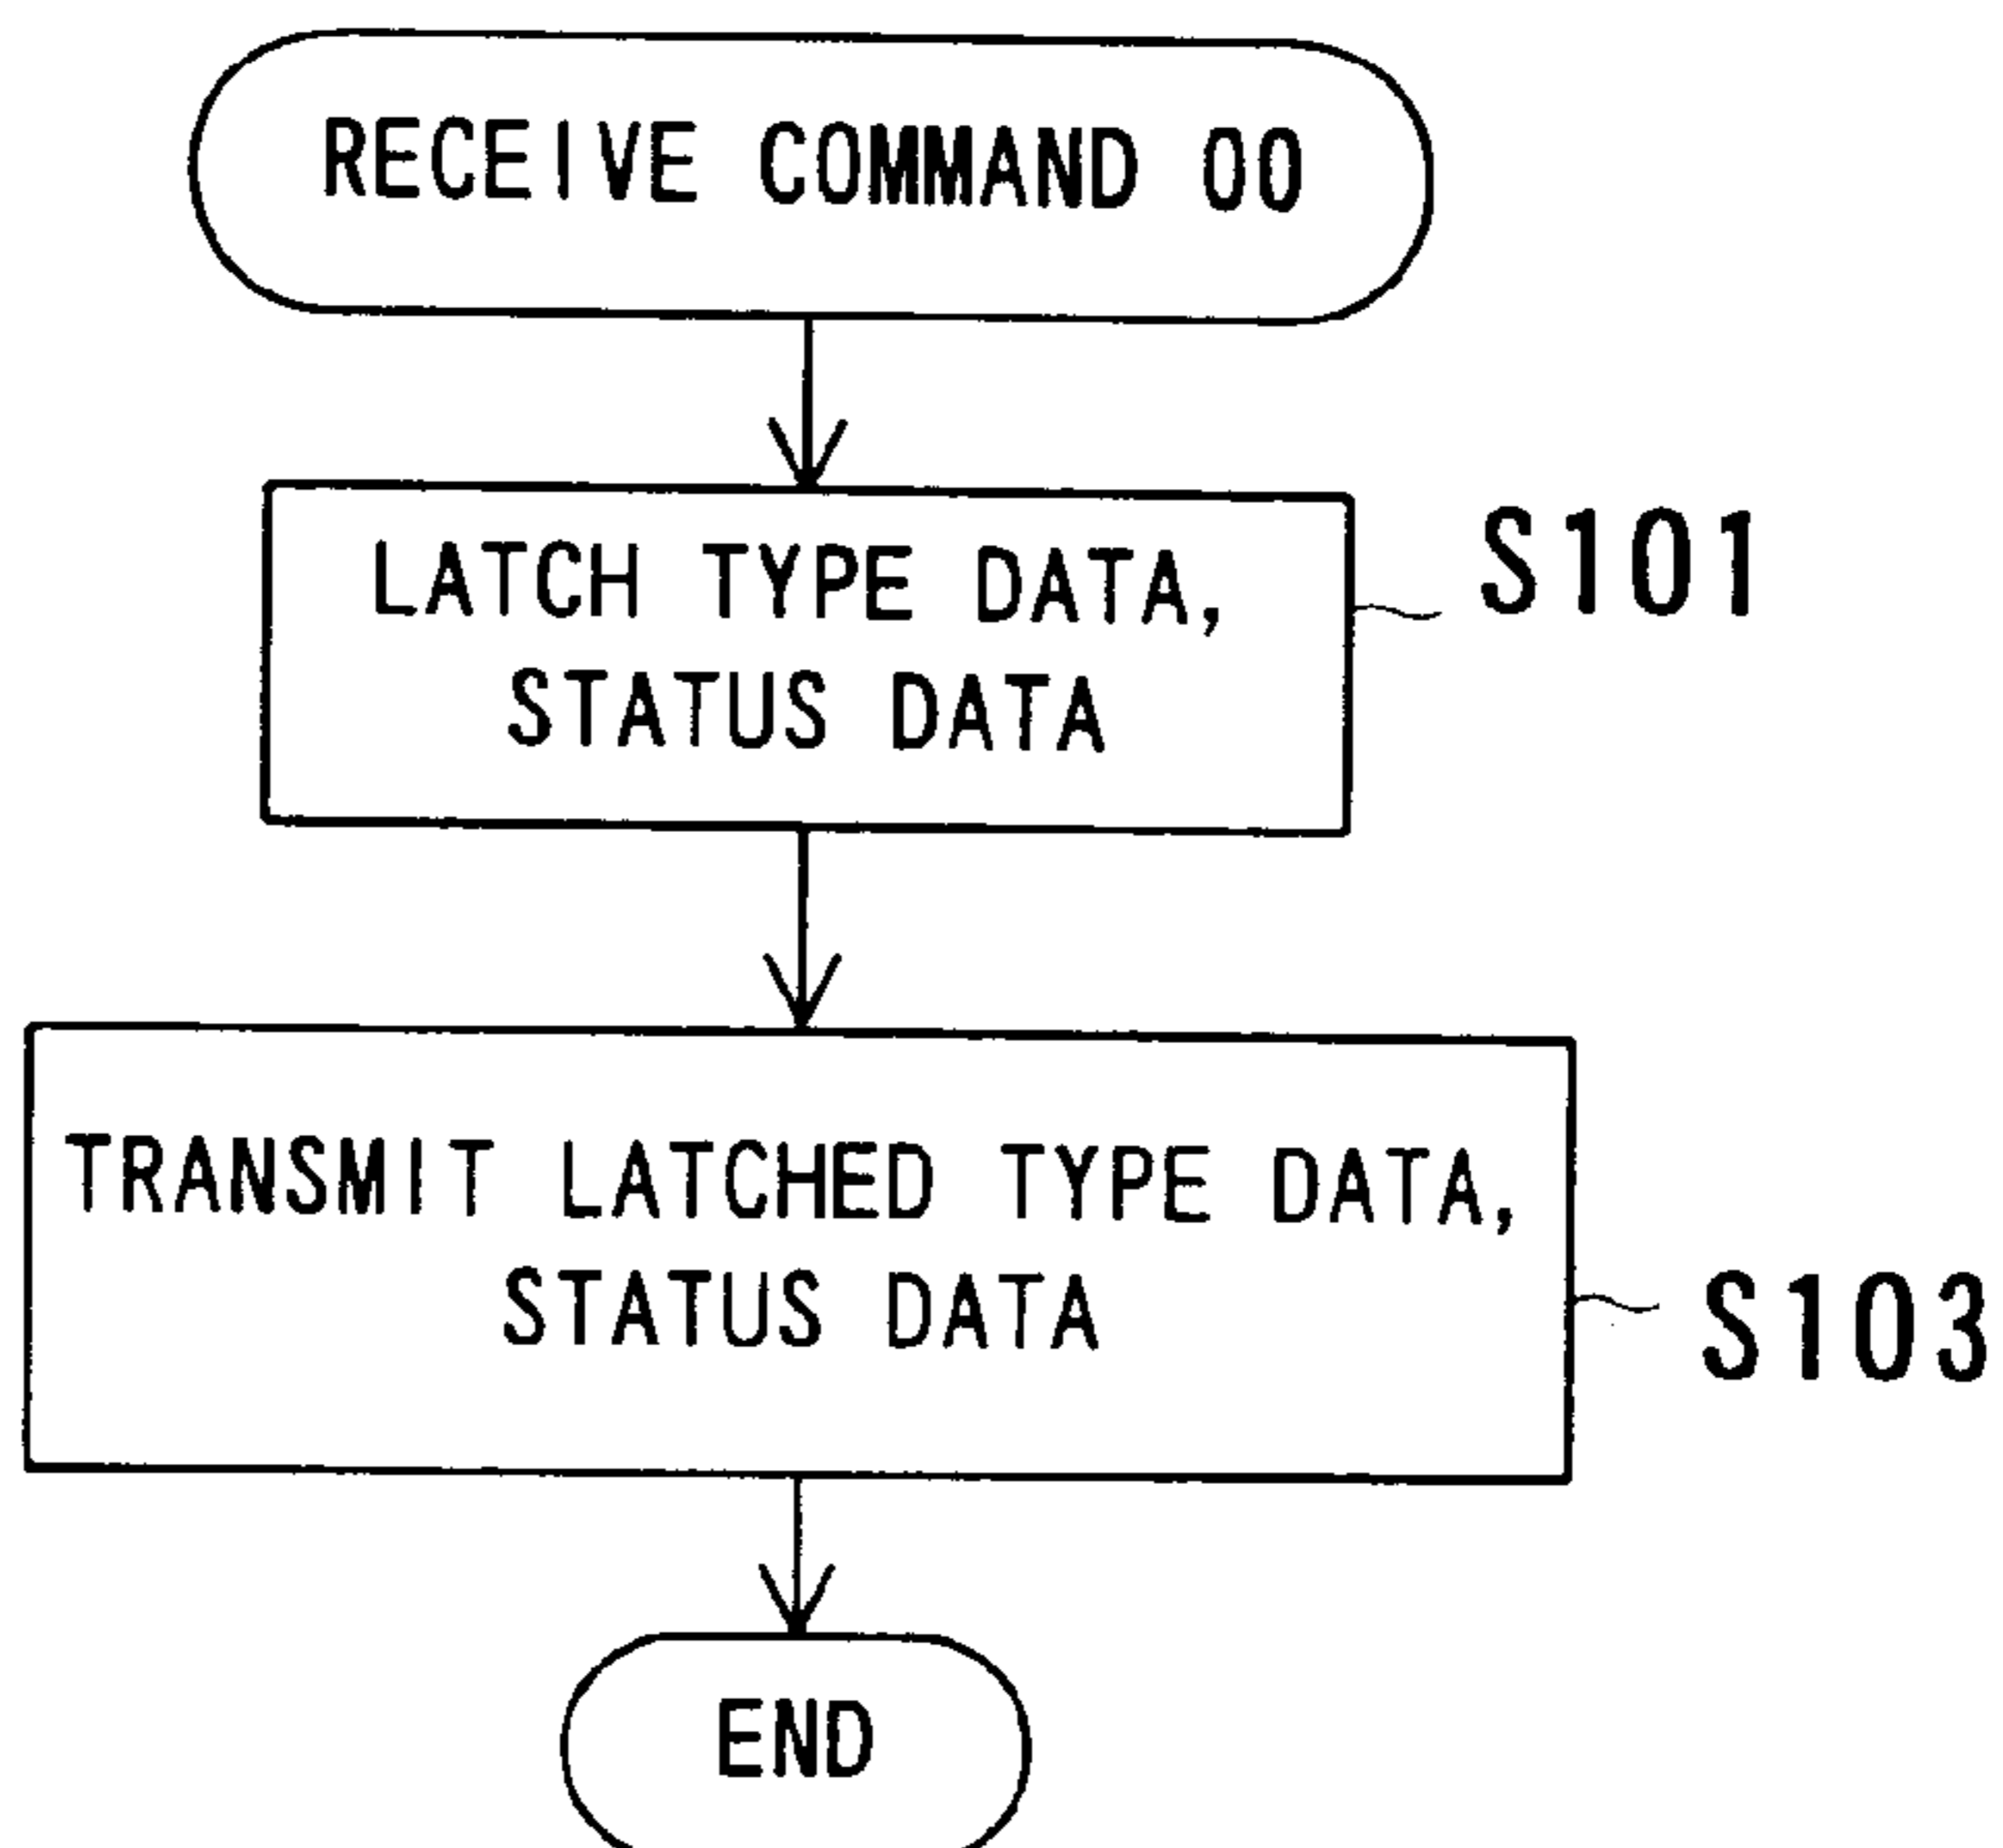 RECEIVE COMMAND 00
LATCH TYPE DATA,
STATUS DATA
S101
TRANSMIT LATCHED TYPE DATA,
STATUS DATA
S103
END